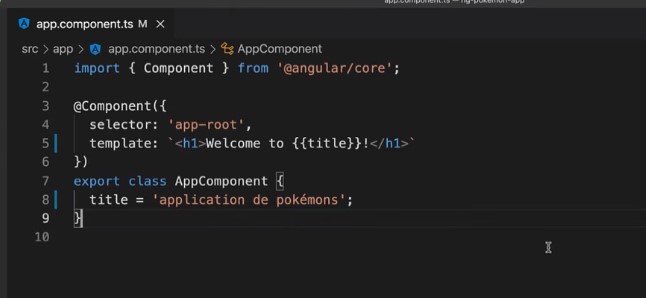 app.component.ts — ng-pokemon-app
app.component.ts M ×
src > app > app.component.ts > AppComponent
1 import { Component } from '@angular/core';
2
3 @Component({
4 selector: 'app-root',
5 template: `<h1>Welcome to {{title}}!</h1>`
6 })
7 export class AppComponent {
8 title = 'application de pokémons';
9 }
10